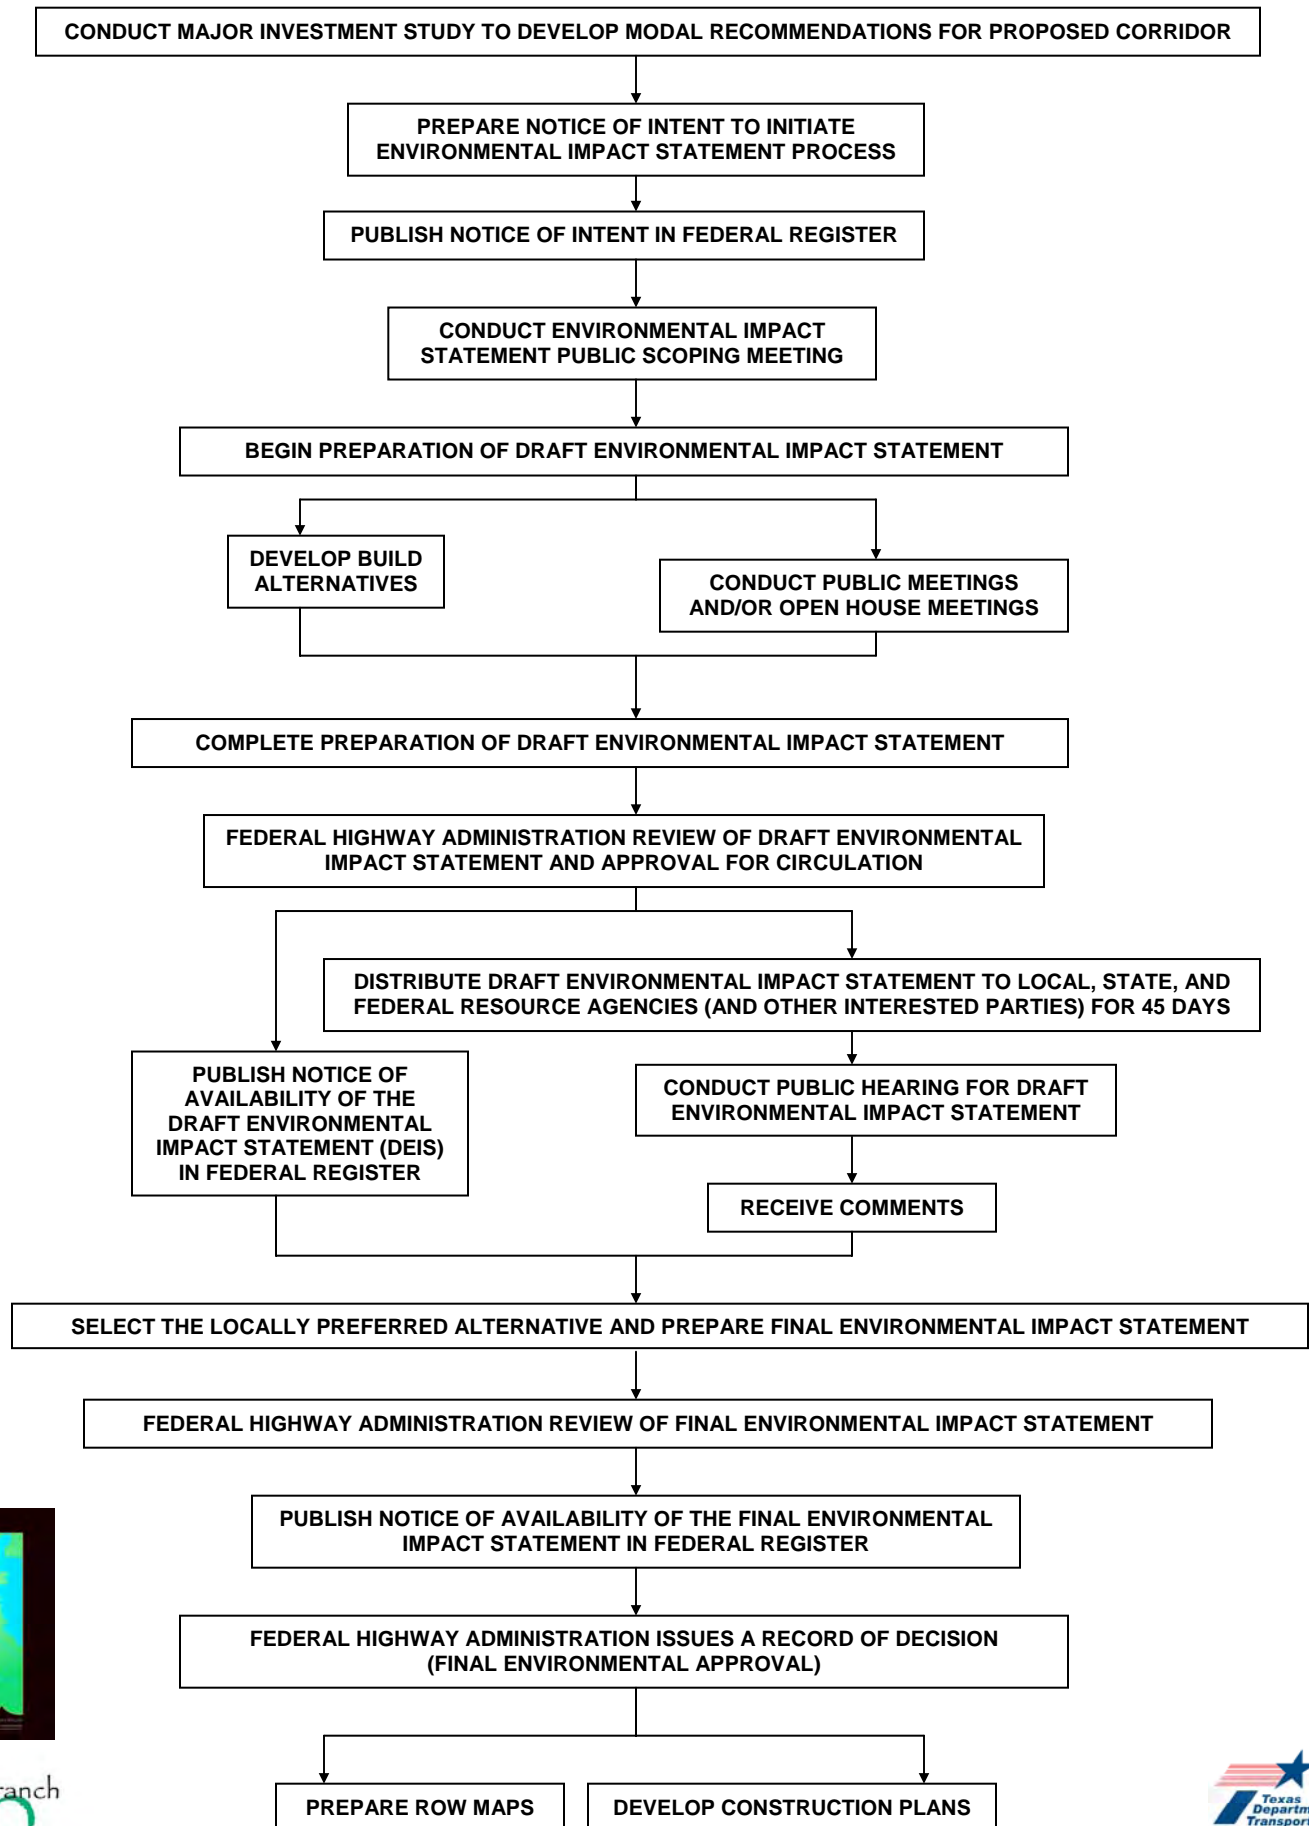 CONDUCT MAJOR INVESTMENT STUDY TO DEVELOP MODAL RECOMMENDATIONS FOR PROPOSED CORRIDOR
PREPARE NOTICE OF INTENT TO INITIATE
ENVIRONMENTAL IMPACT STATEMENT PROCESS
PUBLISH NOTICE OF INTENT IN FEDERAL REGISTER
CONDUCT ENVIRONMENTAL IMPACT
STATEMENT PUBLIC SCOPING MEETING
BEGIN PREPARATION OF DRAFT ENVIRONMENTAL IMPACT STATEMENT
DEVELOP BUILD
ALTERNATIVES
CONDUCT PUBLIC MEETINGS
AND/OR OPEN HOUSE MEETINGS
COMPLETE PREPARATION OF DRAFT ENVIRONMENTAL IMPACT STATEMENT
FEDERAL HIGHWAY ADMINISTRATION REVIEW OF DRAFT ENVIRONMENTAL
IMPACT STATEMENT AND APPROVAL FOR CIRCULATION
DISTRIBUTE DRAFT ENVIRONMENTAL IMPACT STATEMENT TO LOCAL, STATE, AND
FEDERAL RESOURCE AGENCIES (AND OTHER INTERESTED PARTIES) FOR 45 DAYS
PUBLISH NOTICE OF
AVAILABILITY OF THE
DRAFT ENVIRONMENTAL
IMPACT STATEMENT (DEIS)
IN FEDERAL REGISTER
CONDUCT PUBLIC HEARING FOR DRAFT
ENVIRONMENTAL IMPACT STATEMENT
RECEIVE COMMENTS
SELECT THE LOCALLY PREFERRED ALTERNATIVE AND PREPARE FINAL ENVIRONMENTAL IMPACT STATEMENT
FEDERAL HIGHWAY ADMINISTRATION REVIEW OF FINAL ENVIRONMENTAL IMPACT STATEMENT
PUBLISH NOTICE OF AVAILABILITY OF THE FINAL ENVIRONMENTAL
IMPACT STATEMENT IN FEDERAL REGISTER
FEDERAL HIGHWAY ADMINISTRATION ISSUES A RECORD OF DECISION
(FINAL ENVIRONMENTAL APPROVAL)
PREPARE ROW MAPS
DEVELOP CONSTRUCTION PLANS
ranch
Texas
Departm
Transport